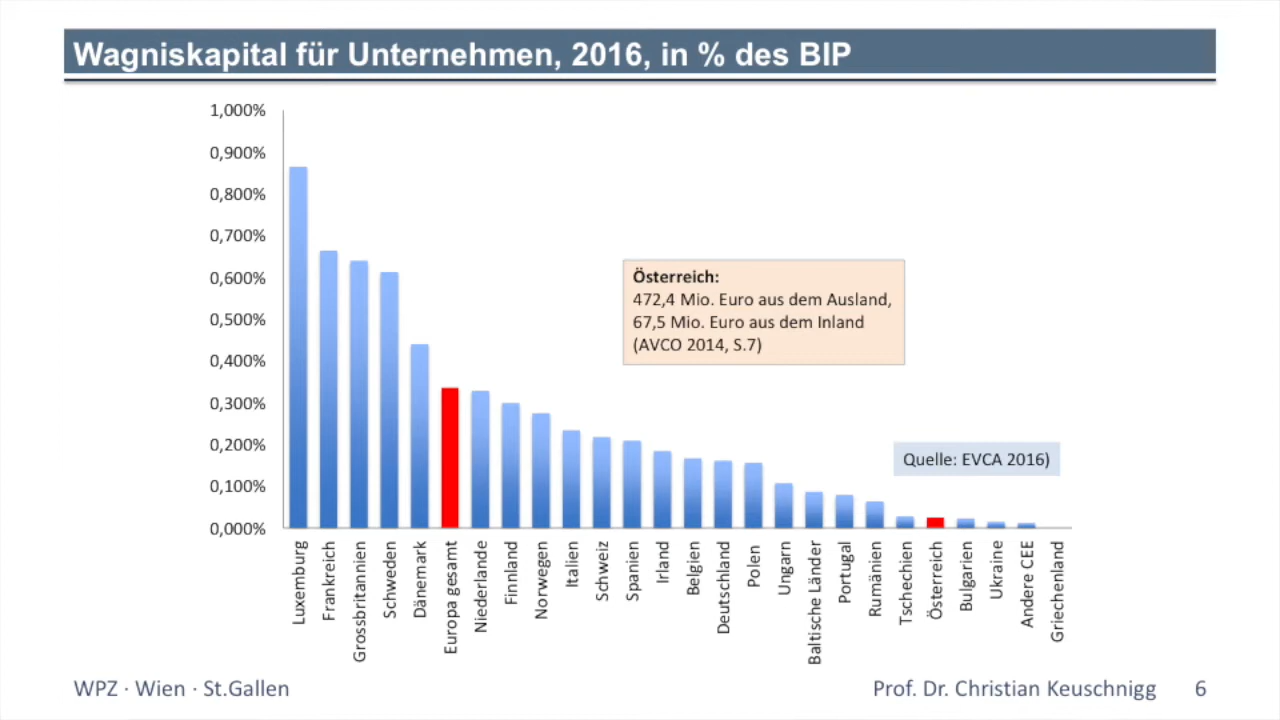 Wagniskapital für Unternehmen, 2016, in % des BIP
1,000%
0,900%
0,800%
0,700%
0,600%
0,500%
0,400%
0,300%
0,200%
0,100%
0,000%
Österreich:
472,4 Mio. Euro aus dem Ausland,
67,5 Mio. Euro aus dem Inland
(AVCO 2014, S.7)
Quelle: EVCA 2016)
Luxemburg
Frankreich
Grossbritannien
Schweden
Dänemark
Europa gesamt
Niederlande
Finnland
Norwegen
Italien
Schweiz
Spanien
Irland
Belgien
Deutschland
Polen
Ungarn
Baltische Länder
Portugal
Rumänien
Tschechien
Österreich
Bulgarien
Ukraine
Andere CEE
Griechenland
WPZ · Wien · St.Gallen
Prof. Dr. Christian Keuschnigg 6